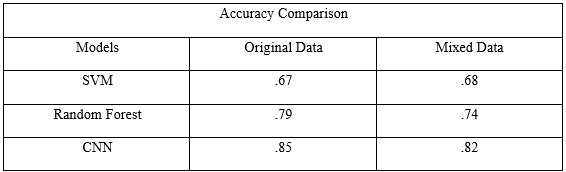 Accuracy Comparison
Models Original Data Mixed Data
SVM .67 .68
Random Forest .79 .74
CNN .85 .82